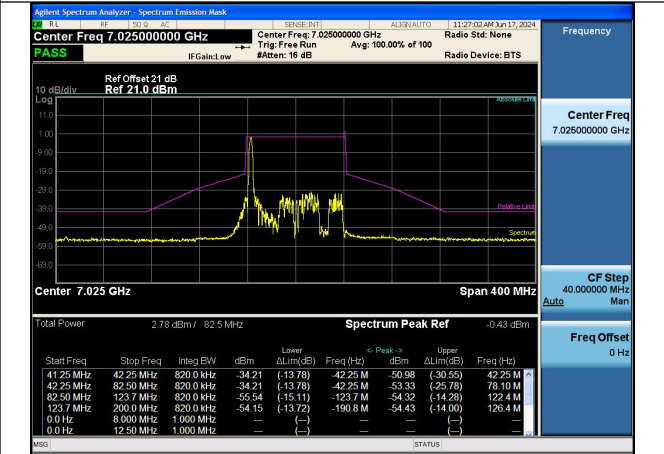 Agilent Spectrum Analyzer - Spectrum Emission Mask
RL RF 50 Ω AC SENSE:INT ALIGN AUTO 11:27:02 AM Jun 17, 2024
Center Freq 7.025000000 GHz
Center Freq: 7.025000000 GHz
Radio Std: None
Trig: Free Run Avg: 100.00% of 100
PASS
IFGain:Low
#Atten: 16 dB
Radio Device: BTS
Frequency
Ref Offset 21 dB
10 dB/div Ref 21.0 dBm
Log
Absolute Limit
11.0
1.00
-9.00
-19.0
-29.0
-39.0
-49.0
-59.0
-69.0
Relative Limit
Spectrum
Center 7.025 GHz
Span 400 MHz
Center Freq
7.025000000 GHz
CF Step
40.000000 MHz
Auto Man
Freq Offset
0 Hz
Total Power 2.78 dBm / 82.5 MHz Spectrum Peak Ref -0.43 dBm
Lower <- Peak -> Upper
Start Freq Stop Freq Integ BW dBm ΔLim(dB) Freq (Hz) dBm ΔLim(dB) Freq (Hz)
41.25 MHz 42.25 MHz 820.0 kHz -34.21 (-13.78) -42.25 M -50.98 (-30.55) 42.25 M
42.25 MHz 82.50 MHz 820.0 kHz -34.21 (-13.78) -42.25 M -53.33 (-25.78) 78.10 M
82.50 MHz 123.7 MHz 820.0 kHz -55.54 (-15.11) -123.7 M -54.32 (-14.28) 122.4 M
123.7 MHz 200.0 MHz 820.0 kHz -54.15 (-13.72) -190.8 M -54.43 (-14.00) 126.4 M
0.0 Hz 8.000 MHz 1.000 MHz --- (---) --- (---)
0.0 Hz 12.50 MHz 1.000 MHz --- (---) --- (---)
MSG STATUS